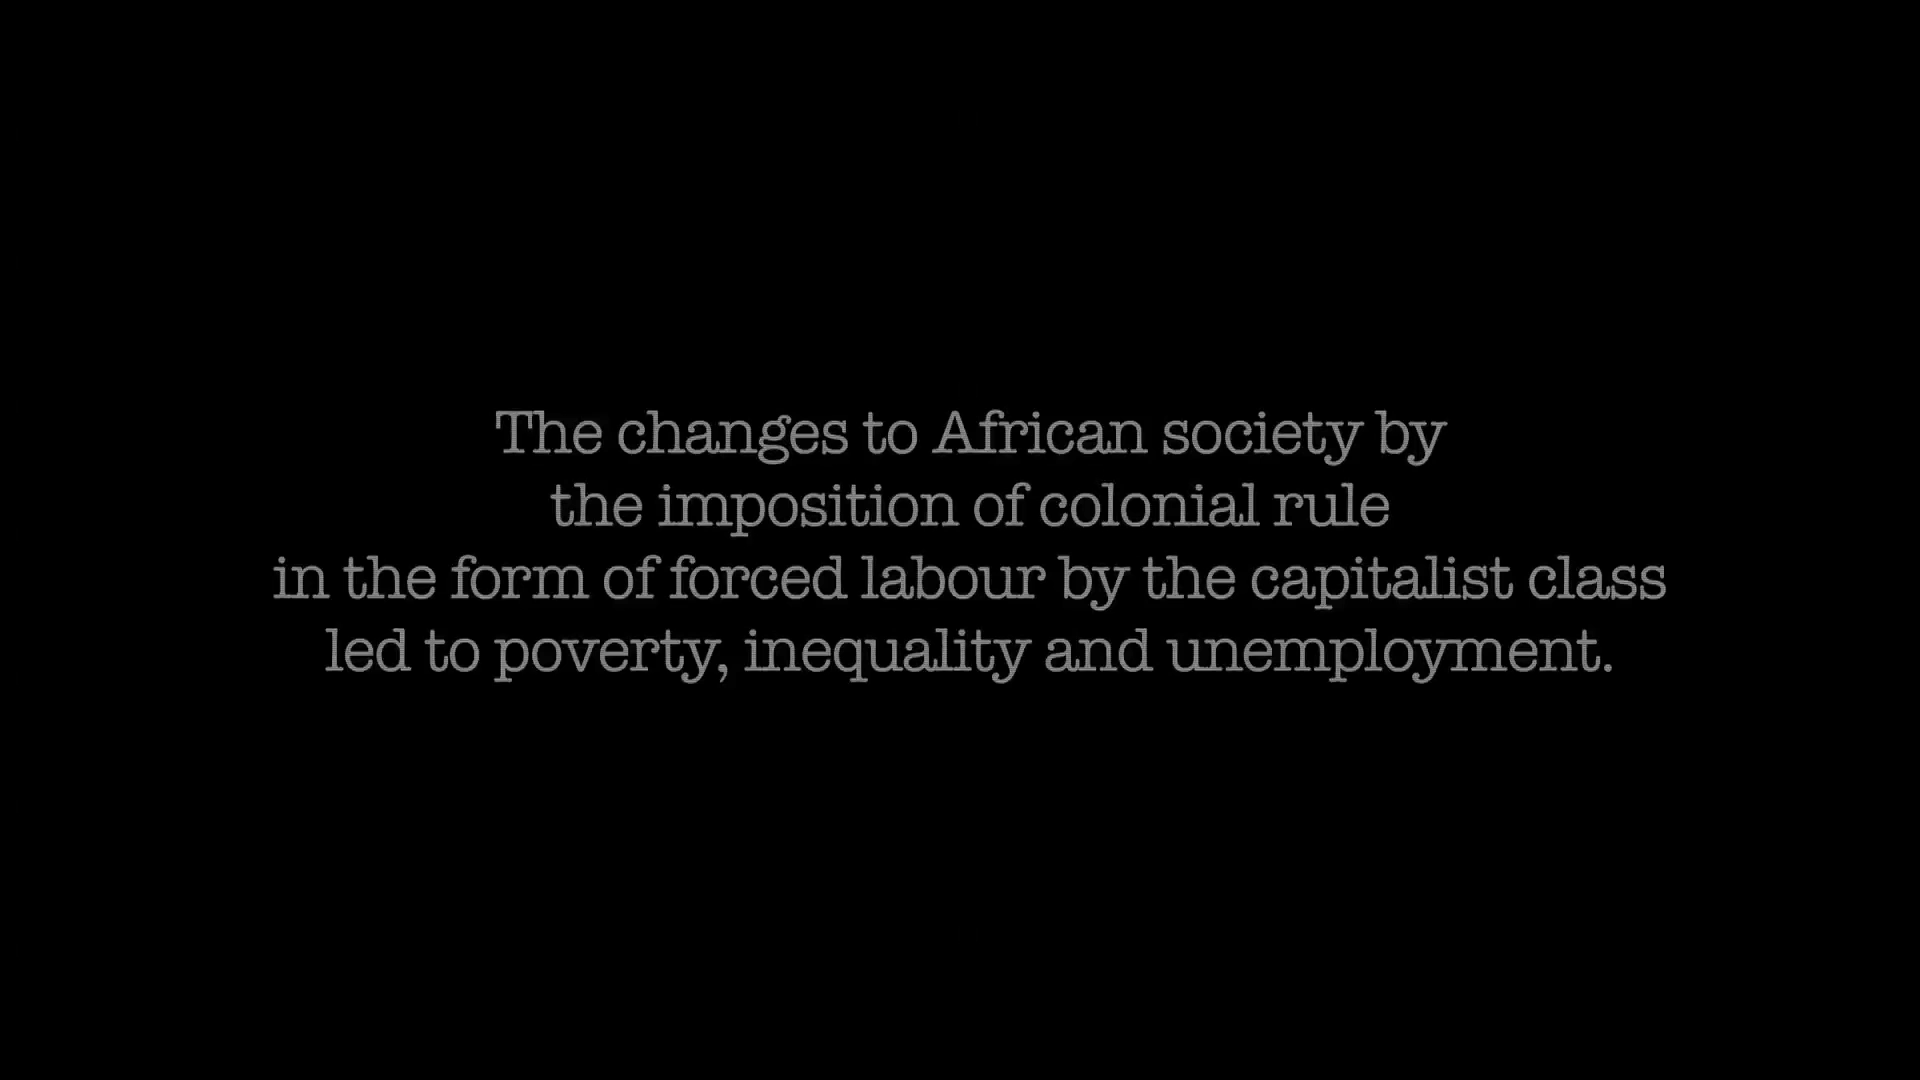 The changes to African society by
the imposition of colonial rule
in the form of forced labour by the capitalist class
led to poverty, inequality and unemployment.